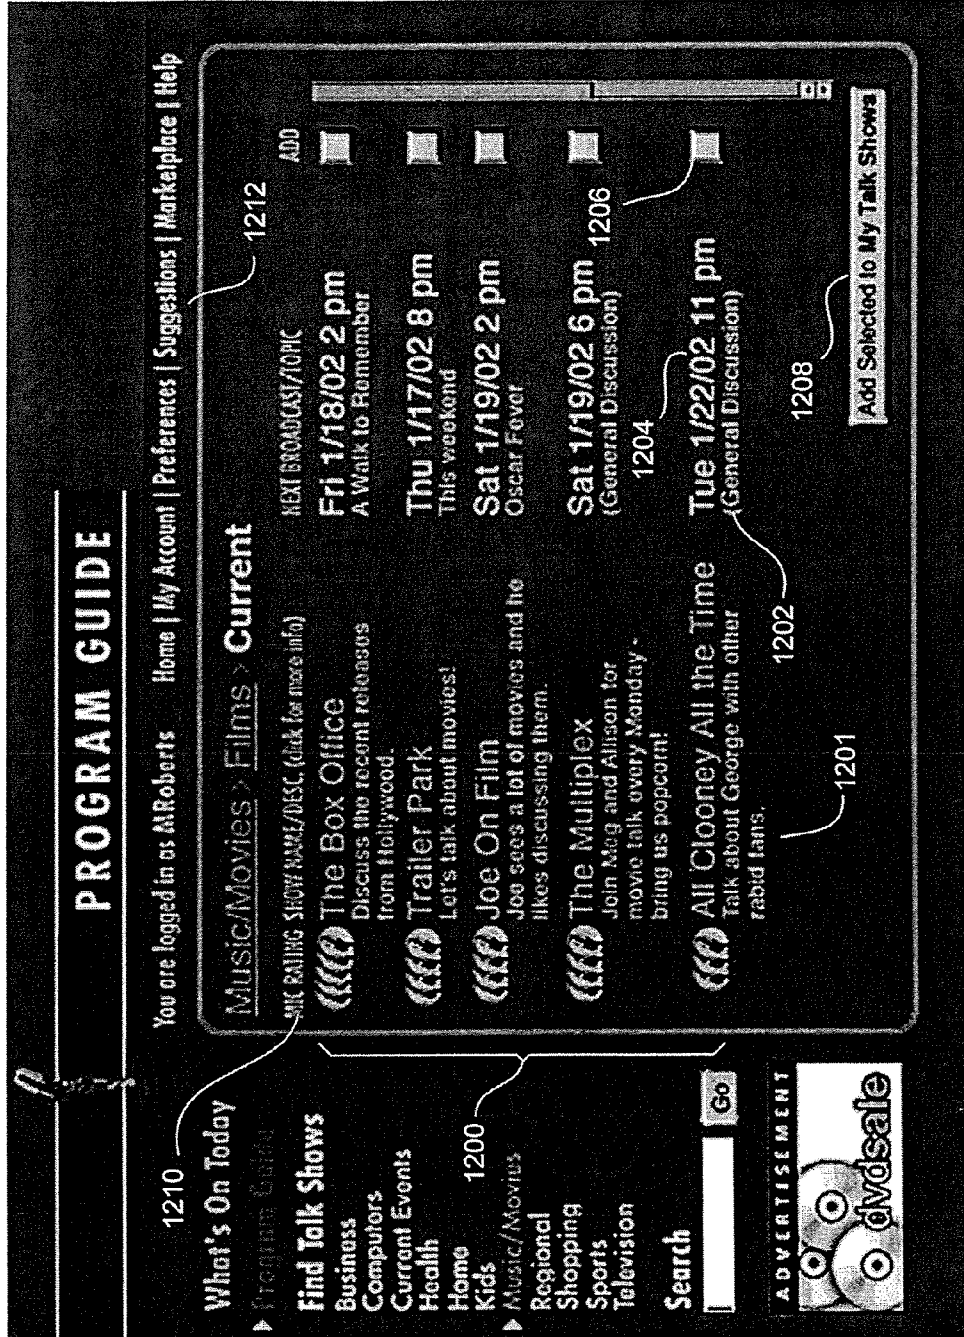 PROGRAM GUIDE
You are logged in as AlRoberts
Home | My Account | Preferences | Suggestions | Marketplace | Help
1210
1212
What's On Today
Program Guide
Find Talk Shows
Business
Computers
Current Events
Health
Home
Kids
Music/Movies
Regional
Shopping
Sports
Television
Search
Go
ADVERTISEMENT
dvdsale
1200
Music/Movies > Films > Current
MIC RATING SHOW NAME/DESC. (click for more info) NEXT BROADCAST/TOPIC ADD
The Box Office Fri 1/18/02 2 pm
Discuss the recent releases A Walk to Remember
from Hollywood.
Trailer Park Thu 1/17/02 8 pm
Let's talk about movies! This weekend
Joe On Film Sat 1/19/02 2 pm
Joe sees a lot of movies and he Oscar Fever
likes discussing them.
The Multiplex Sat 1/19/02 6 pm
Join Meg and Allison for (General Discussion)
movie talk every Monday -
bring us popcorn!
1204
1206
All Clooney All the Time Tue 1/22/02 11 pm
Talk about George with other (General Discussion)
rabid fans.
1201
1202
1208
Add Selected to My Talk Shows